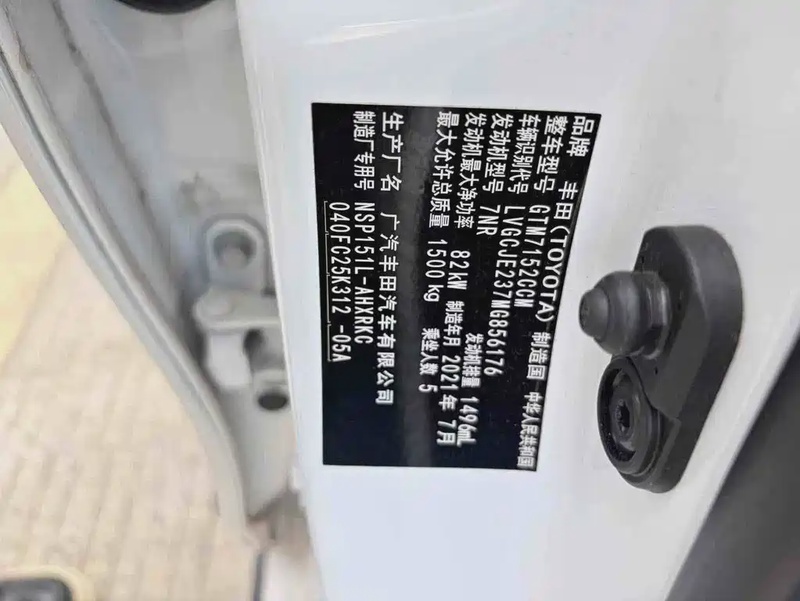 品牌 丰田(TOYOTA) 制造国 中华人民共和国
整车型号 GTM7152CCM
车辆识别代号 LVGCJE237MG856176
发动机型号 7NR 发动机排量 1496mL
发动机最大净功率 82kW 制造年月 2021年 7月
最大允许总质量 1500kg 乘坐人数 5
生产厂名 广汽丰田汽车有限公司
制造厂专用号 NSP151L-AHXRKC
040FC25K312 -05A